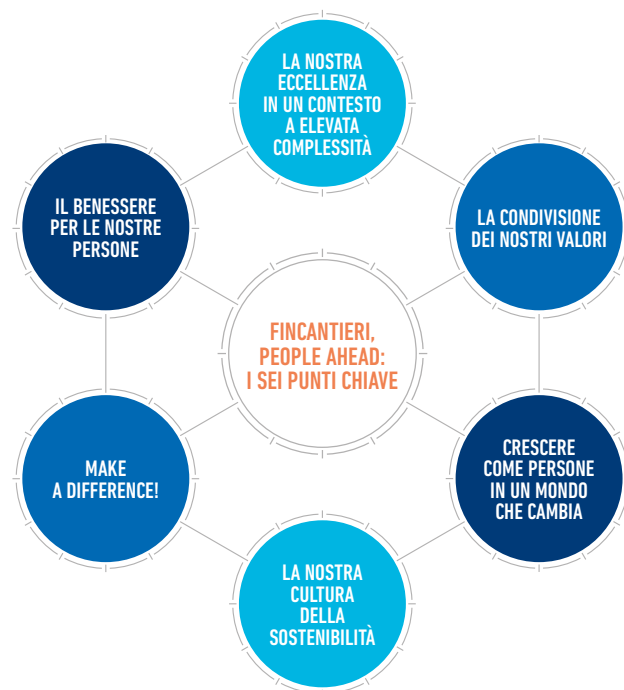 LA NOSTRA
ECCELLENZA
IN UN CONTESTO
A ELEVATA
COMPLESSITÀ
IL BENESSERE
PER LE NOSTRE
PERSONE
LA CONDIVISIONE
DEI NOSTRI VALORI
FINCANTIERI,
PEOPLE AHEAD:
I SEI PUNTI CHIAVE
MAKE
A DIFFERENCE!
CRESCERE
COME PERSONE
IN UN MONDO
CHE CAMBIA
LA NOSTRA
CULTURA
DELLA
SOSTENIBILITÀ